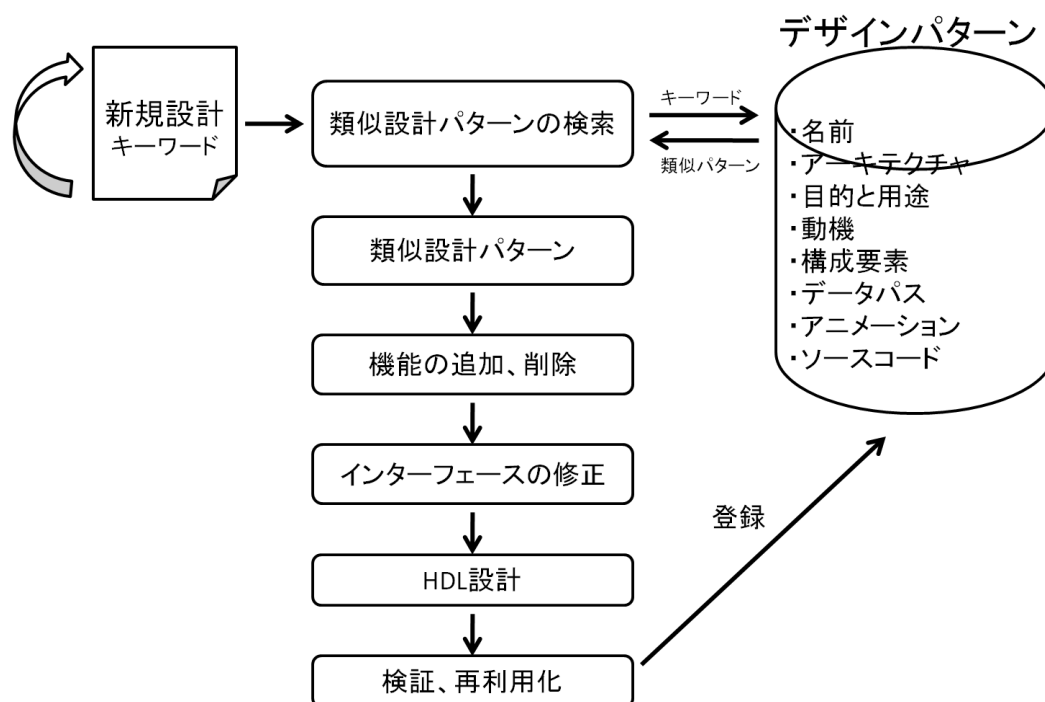 デザインパターン
新規設計
キーワード
類似設計パターンの検索
キーワード
類似パターン
・名前
・アーキテクチャ
・目的と用途
・動機
・構成要素
・データパス
・アニメーション
・ソースコード
類似設計パターン
機能の追加、削除
インターフェースの修正
登録
HDL設計
検証、再利用化